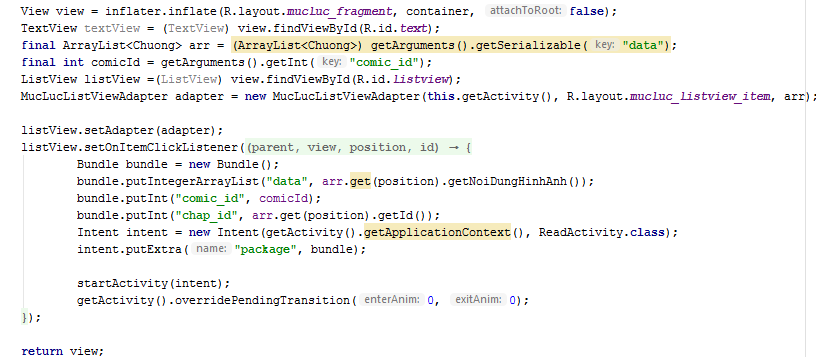 View view = inflater.inflate(R.layout.mucluc_fragment, container, attachToRoot: false);
TextView textView = (TextView) view.findViewById(R.id.text);
final ArrayList<Chuong> arr = (ArrayList<Chuong>) getArguments().getSerializable( key: "data");
final int comicId = getArguments().getInt( key: "comic_id");
ListView listView =(ListView) view.findViewById(R.id.listview);
MucLucListViewAdapter adapter = new MucLucListViewAdapter(this.getActivity(), R.layout.mucluc_listview_item, arr);
listView.setAdapter(adapter);
listView.setOnItemClickListener((parent, view, position, id) → {
Bundle bundle = new Bundle();
bundle.putIntegerArrayList("data", arr.get(position).getNoiDungHinhAnh());
bundle.putInt("comic_id", comicId);
bundle.putInt("chap_id", arr.get(position).getId());
Intent intent = new Intent(getActivity().getApplicationContext(), ReadActivity.class);
intent.putExtra( name: "package", bundle);
startActivity(intent);
getActivity().overridePendingTransition( enterAnim: 0, exitAnim: 0);
});
return view;